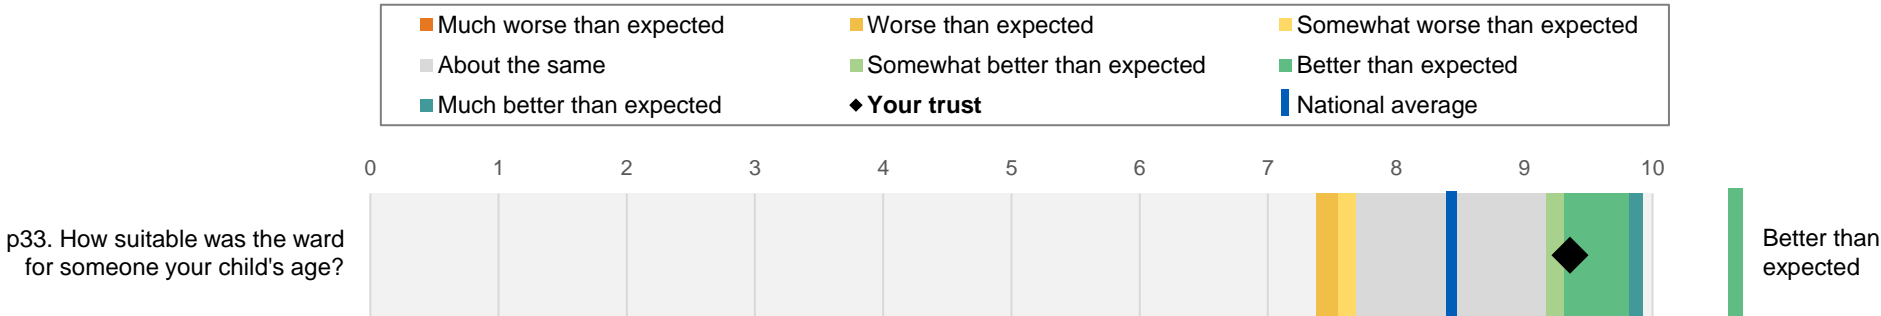 Much worse than expected
Worse than expected
Somewhat worse than expected
About the same
Somewhat better than expected
Better than expected
Much better than expected
Your trust
National average
0 1 2 3 4 5 6 7 8 9 10
p33. How suitable was the ward
for someone your child's age?
Better than
expected